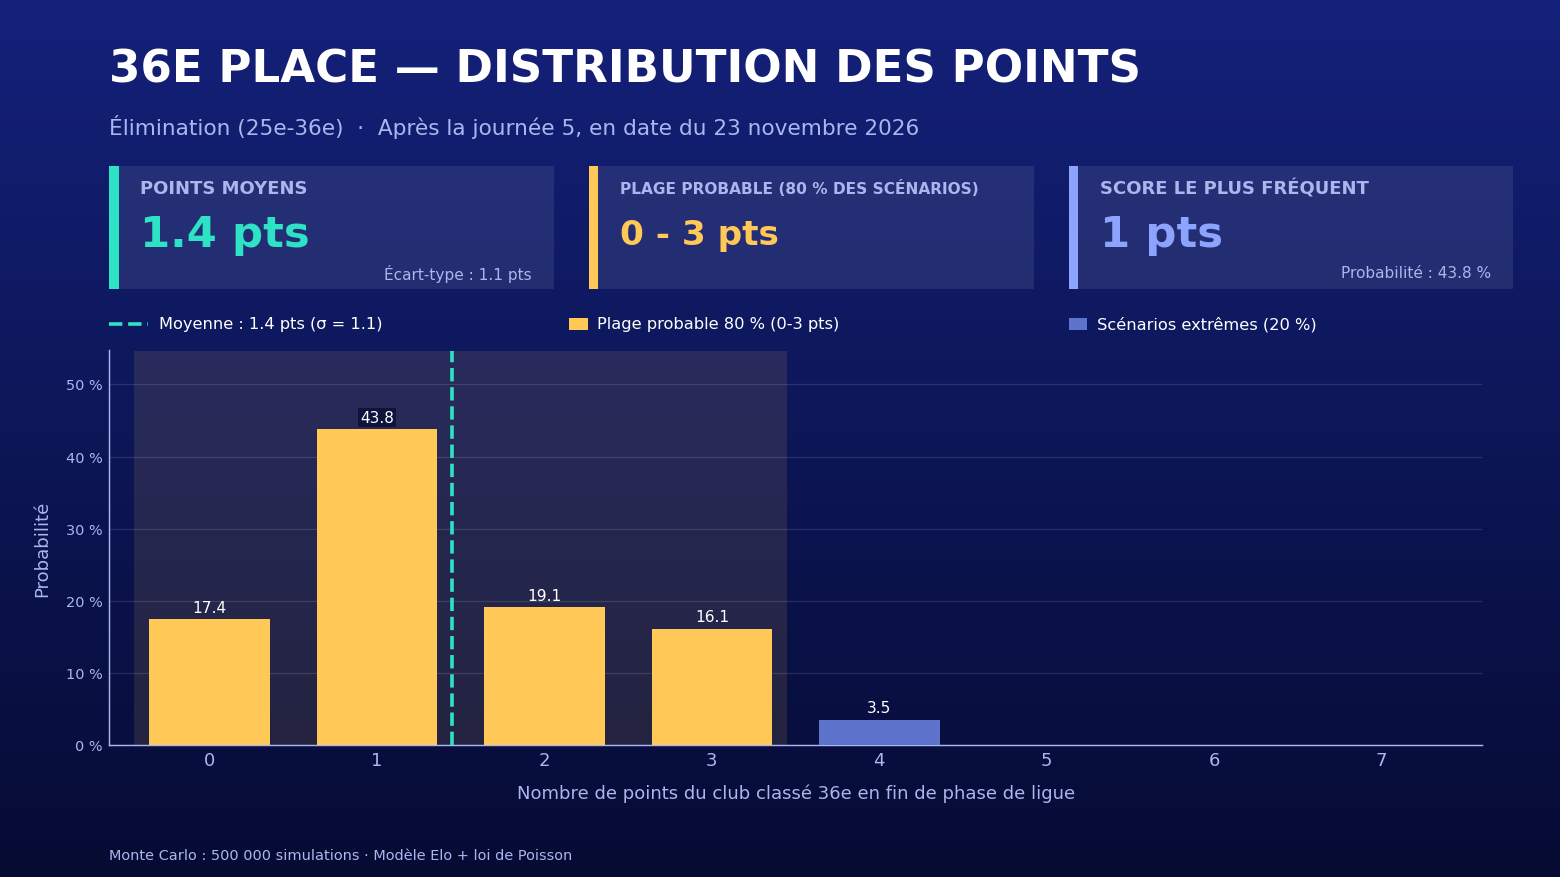 36E PLACE — DISTRIBUTION DES POINTS
Élimination (25e-36e)  ·  Après la journée 5, en date du 23 novembre 2026
POINTS MOYENS
1.4 pts
Écart-type : 1.1 pts
PLAGE PROBABLE (80 % DES SCÉNARIOS)
0 - 3 pts
SCORE LE PLUS FRÉQUENT
1 pts
Probabilité : 43.8 %
Moyenne : 1.4 pts (σ = 1.1)
Plage probable 80 % (0-3 pts)
Scénarios extrêmes (20 %)
Probabilité
50 %
40 %
30 %
20 %
10 %
0 %
17.4
43.8
19.1
16.1
3.5
0
1
2
3
4
5
6
7
Nombre de points du club classé 36e en fin de phase de ligue
Monte Carlo : 500 000 simulations · Modèle Elo + loi de Poisson